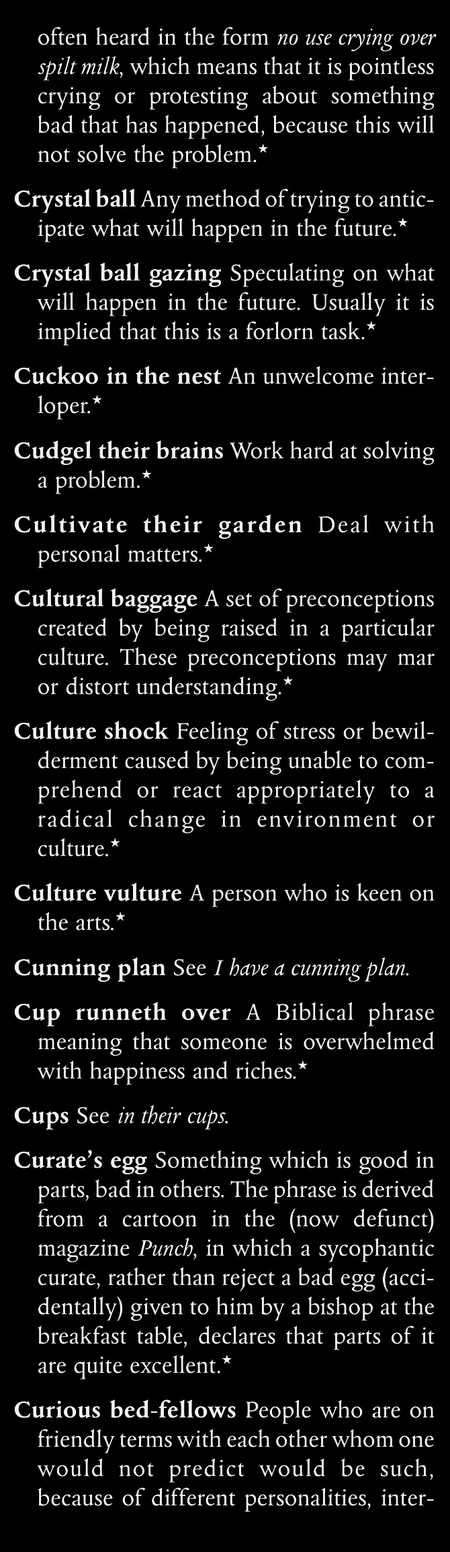 often heard in the form no use crying over
spilt milk, which means that it is pointless
crying or protesting about something
bad that has happened, because this will
not solve the problem.★
Crystal ball Any method of trying to antic-
ipate what will happen in the future.★
Crystal ball gazing Speculating on what
will happen in the future. Usually it is
implied that this is a forlorn task.★
Cuckoo in the nest An unwelcome inter-
loper.★
Cudgel their brains Work hard at solving
a problem.★
Cultivate their garden Deal with
personal matters.★
Cultural baggage A set of preconceptions
created by being raised in a particular
culture. These preconceptions may mar
or distort understanding.★
Culture shock Feeling of stress or bewil-
derment caused by being unable to com-
prehend or react appropriately to a
radical change in environment or
culture.★
Culture vulture A person who is keen on
the arts.★
Cunning plan See I have a cunning plan.
Cup runneth over A Biblical phrase
meaning that someone is overwhelmed
with happiness and riches.★
Cups See in their cups.
Curate's egg Something which is good in
parts, bad in others. The phrase is derived
from a cartoon in the (now defunct)
magazine Punch, in which a sycophantic
curate, rather than reject a bad egg (acci-
dentally) given to him by a bishop at the
breakfast table, declares that parts of it
are quite excellent.★
Curious bed-fellows People who are on
friendly terms with each other whom one
would not predict would be such,
because of different personalities, inter-